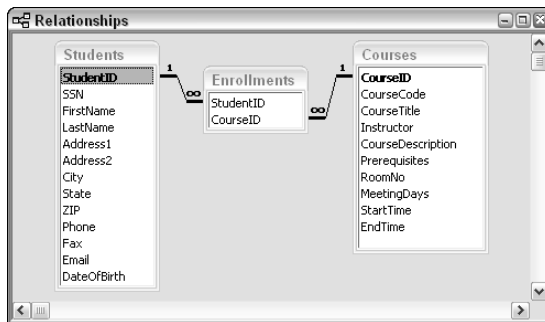 Relationships
Students
StudentID
SSN
FirstName
LastName
Address1
Address2
City
State
ZIP
Phone
Fax
Email
DateOfBirth
1
∞
Enrollments
StudentID
CourseID
1
∞
Courses
CourseID
CourseCode
CourseTitle
Instructor
CourseDescription
Prerequisites
RoomNo
MeetingDays
StartTime
EndTime